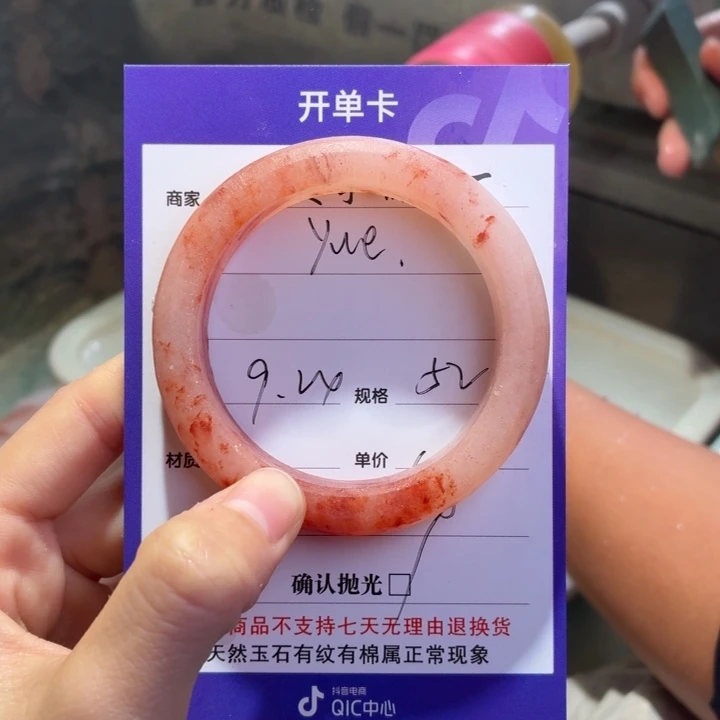 开单卡
商家
Yue.
9.24 规格 52
材质 单价
确认抛光
商品不支持七天无理由退换货
天然玉石有纹有棉属正常现象
抖音电商
QIC中心